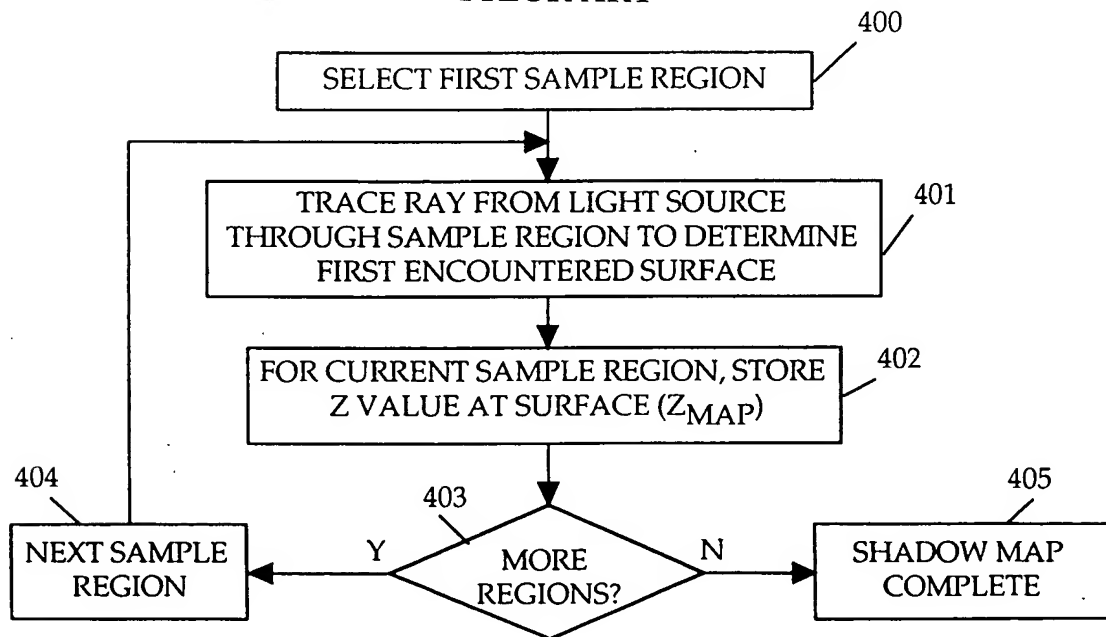 400
SELECT FIRST SAMPLE REGION
TRACE RAY FROM LIGHT SOURCE
THROUGH SAMPLE REGION TO DETERMINE
FIRST ENCOUNTERED SURFACE
401
FOR CURRENT SAMPLE REGION, STORE
Z VALUE AT SURFACE (ZMAP)
402
403
MORE
REGIONS?
Y
N
404
NEXT SAMPLE
REGION
405
SHADOW MAP
COMPLETE